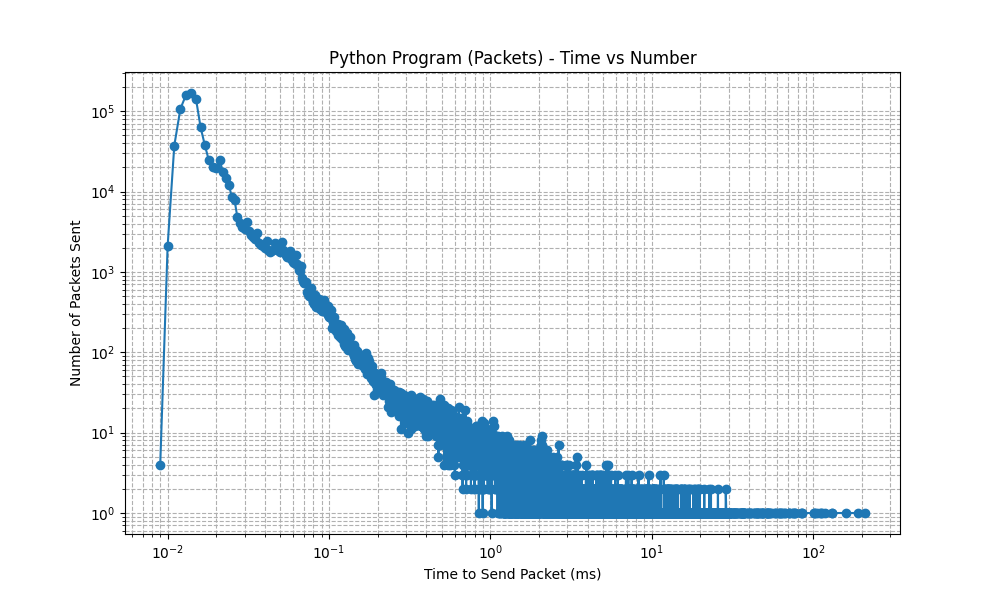 Python Program (Packets) - Time vs Number
Number of Packets Sent
10⁵
10⁴
10³
10²
10¹
10⁰
10⁻² 10⁻¹ 10⁰ 10¹ 10²
Time to Send Packet (ms)